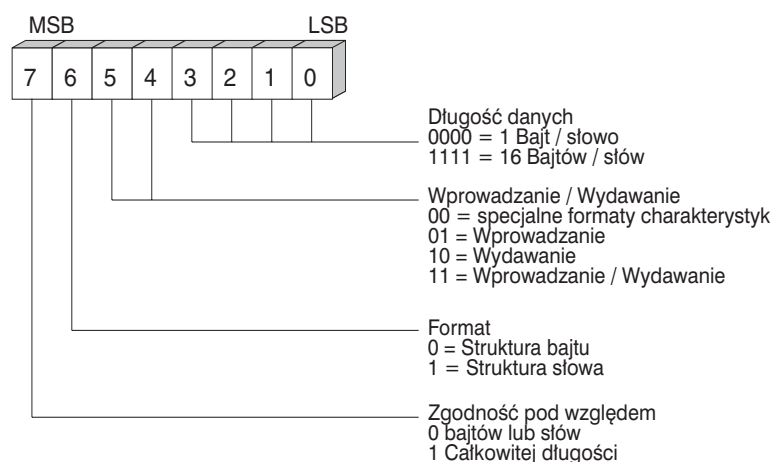 MSB LSB
7 6 5 4 3 2 1 0
Długość danych
0000 = 1 Bajt / słowo
1111 = 16 Bajtów / słów
Wprowadzanie / Wydawanie
00 = specjalne formaty charakterystyk
01 = Wprowadzanie
10 = Wydawanie
11 = Wprowadzanie / Wydawanie
Format
0 = Struktura bajtu
1 = Struktura słowa
Zgodność pod względem
0 bajtów lub słów
1 Całkowitej długości